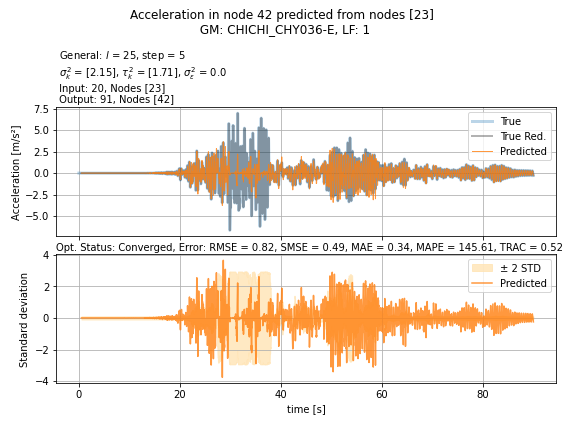 Acceleration in node 42 predicted from nodes [23]
GM: CHICHI_CHY036-E, LF: 1
General: l = 25, step = 5
σ²ₖ = [2.15], τ²ₖ = [1.71], σ²ε = 0.0
Input: 20, Nodes [23]
Output: 91, Nodes [42]
Acceleration [m/s²]
7.5
5.0
2.5
0.0
−2.5
−5.0
True
True Red.
Predicted
Opt. Status: Converged, Error: RMSE = 0.82, SMSE = 0.49, MAE = 0.34, MAPE = 145.61, TRAC = 0.52
Standard deviation
4
2
0
−2
−4
± 2 STD
Predicted
0
20
40
60
80
time [s]